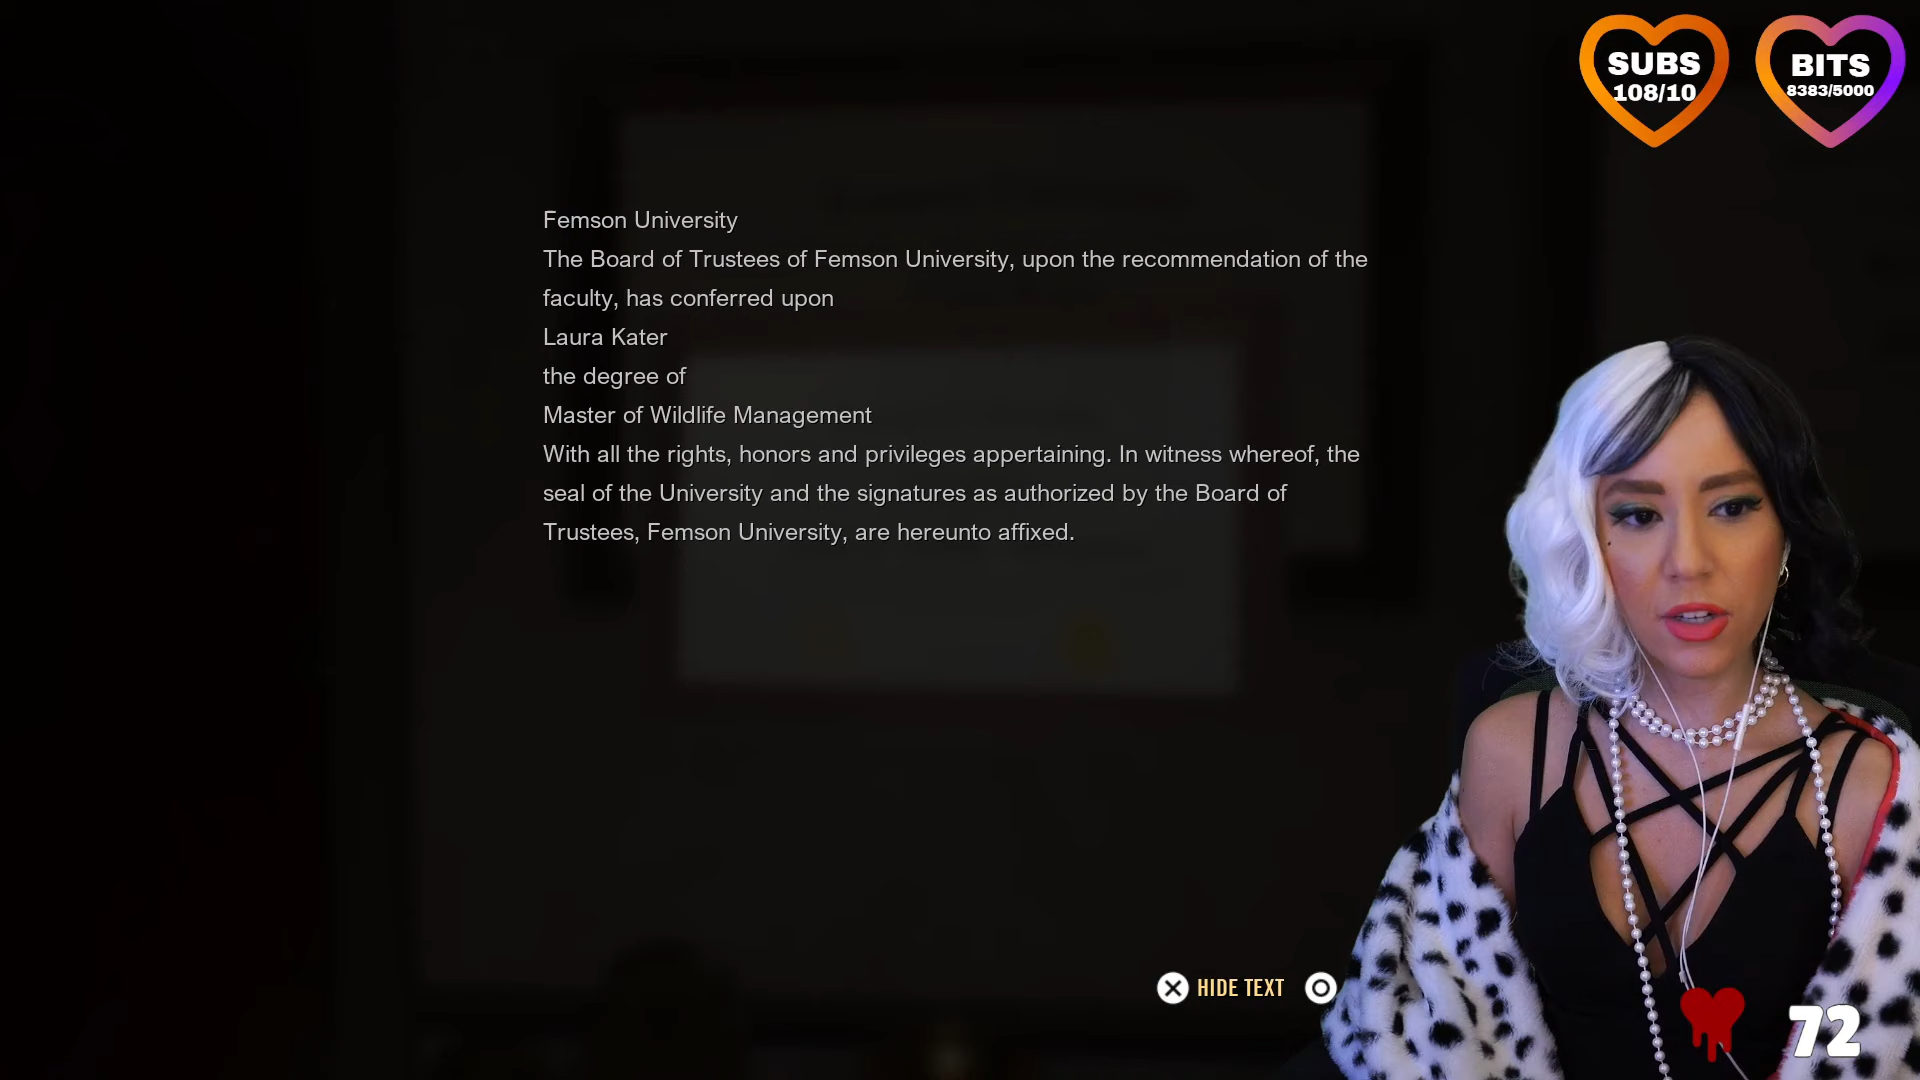 SUBS
108/10
BITS
8383/5000
Femson University
The Board of Trustees of Femson University, upon the recommendation of the
faculty, has conferred upon
Laura Kater
the degree of
Master of Wildlife Management
With all the rights, honors and privileges appertaining. In witness whereof, the
seal of the University and the signatures as authorized by the Board of
Trustees, Femson University, are hereunto affixed.
HIDE TEXT
72